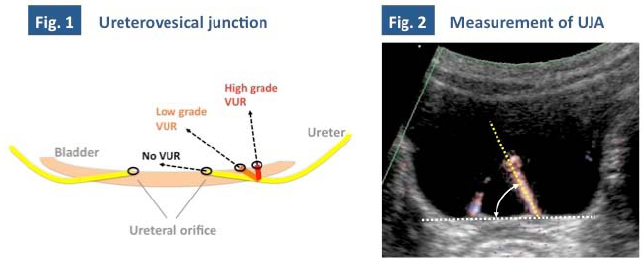 Fig. 1 Ureterovesical junction
High grade
VUR
Low grade
VUR
Ureter
Bladder
No VUR
Ureteral orifice
Fig. 2 Measurement of UJA